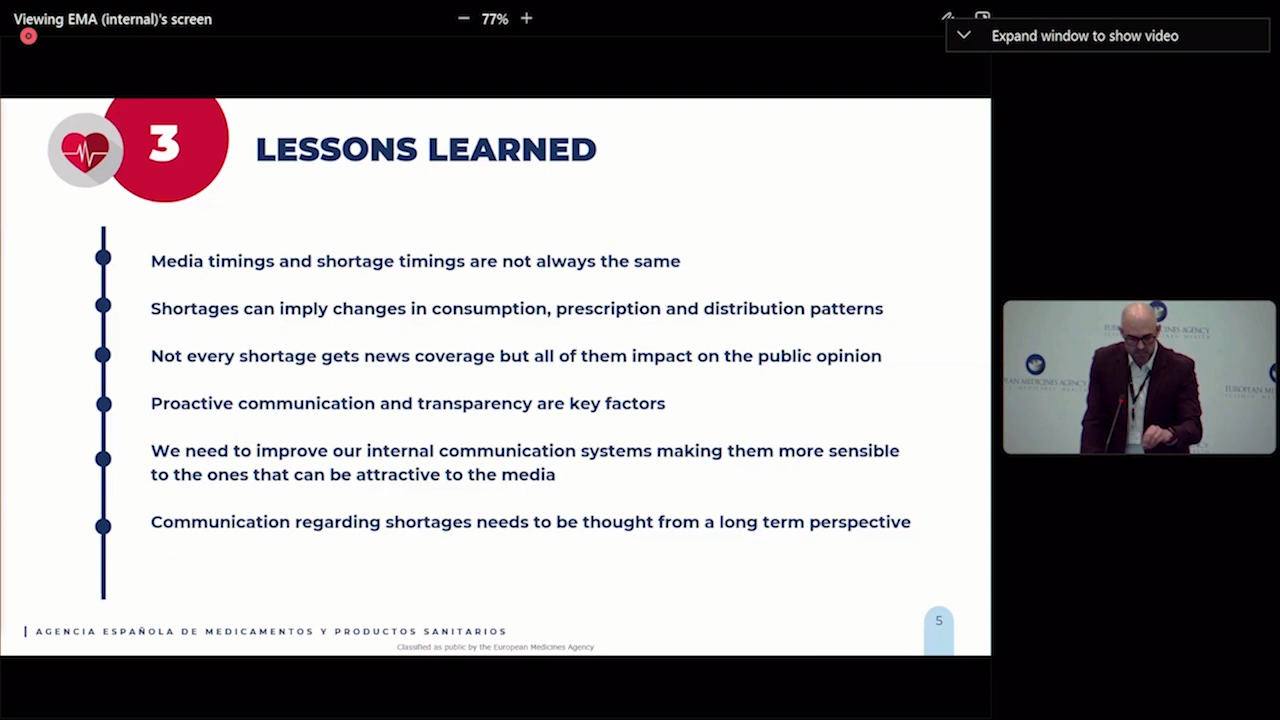 Viewing EMA (internal)'s screen
77%
Expand window to show video
3
LESSONS LEARNED
Media timings and shortage timings are not always the same
Shortages can imply changes in consumption, prescription and distribution patterns
Not every shortage gets news coverage but all of them impact on the public opinion
Proactive communication and transparency are key factors
We need to improve our internal communication systems making them more sensible
to the ones that can be attractive to the media
Communication regarding shortages needs to be thought from a long term perspective
AGENCIA ESPAÑOLA DE MEDICAMENTOS Y PRODUCTOS SANITARIOS
5
Classified as public by the European Medicines Agency